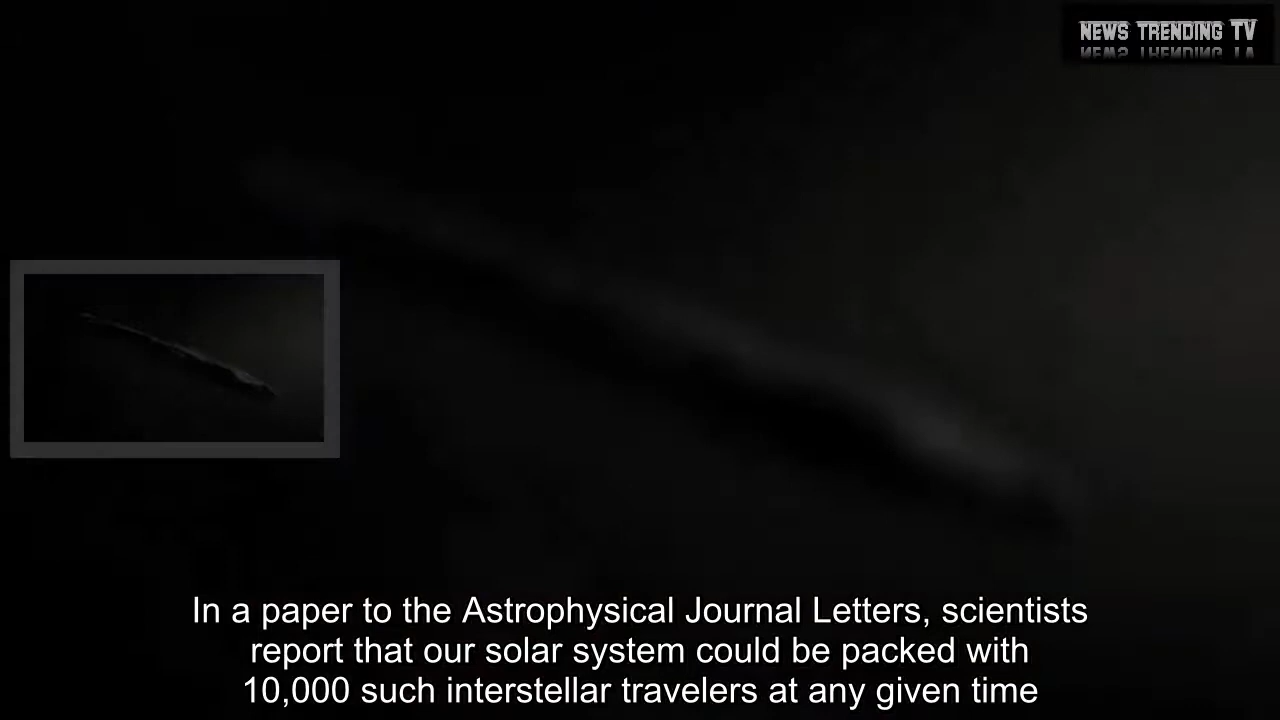 NEWS TRENDING TV
In a paper to the Astrophysical Journal Letters, scientists
report that our solar system could be packed with
10,000 such interstellar travelers at any given time